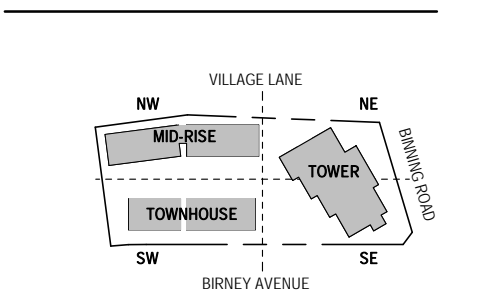 VILLAGE LANE
NW
NE
MID-RISE
BINNING ROAD
TOWER
TOWNHOUSE
SW
SE
BIRNEY AVENUE